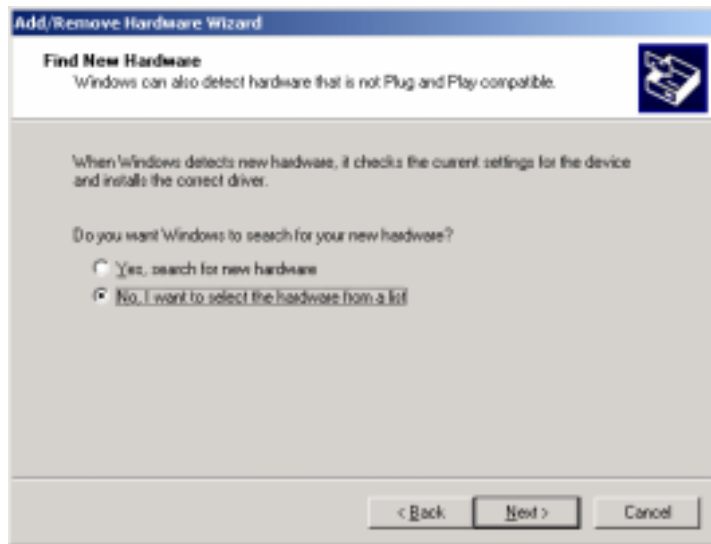 Add/Remove Hardware Wizard
Find New Hardware
Windows can also detect hardware that is not Plug and Play compatible.
When Windows detects new hardware, it checks the current settings for the device
and installs the correct driver.
Do you want Windows to search for your new hardware?
Yes, search for new hardware
No, I want to select the hardware from a list
< Back
Next >
Cancel